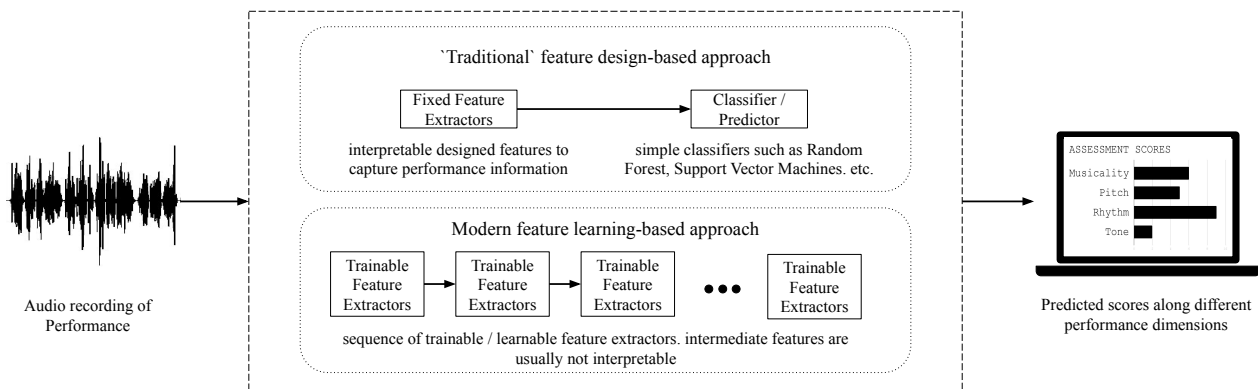 `Traditional` feature design-based approach
Fixed Feature
Extractors
Classifier /
Predictor
interpretable designed features to
capture performance information
simple classifiers such as Random
Forest, Support Vector Machines. etc.
Modern feature learning-based approach
Trainable
Feature
Extractors
Trainable
Feature
Extractors
Trainable
Feature
Extractors
Trainable
Feature
Extractors
sequence of trainable / learnable feature extractors. intermediate features are
usually not interpretable
Audio recording of
Performance
ASSESSMENT SCORES
Musicality
Pitch
Rhythm
Tone
Predicted scores along different
performance dimensions